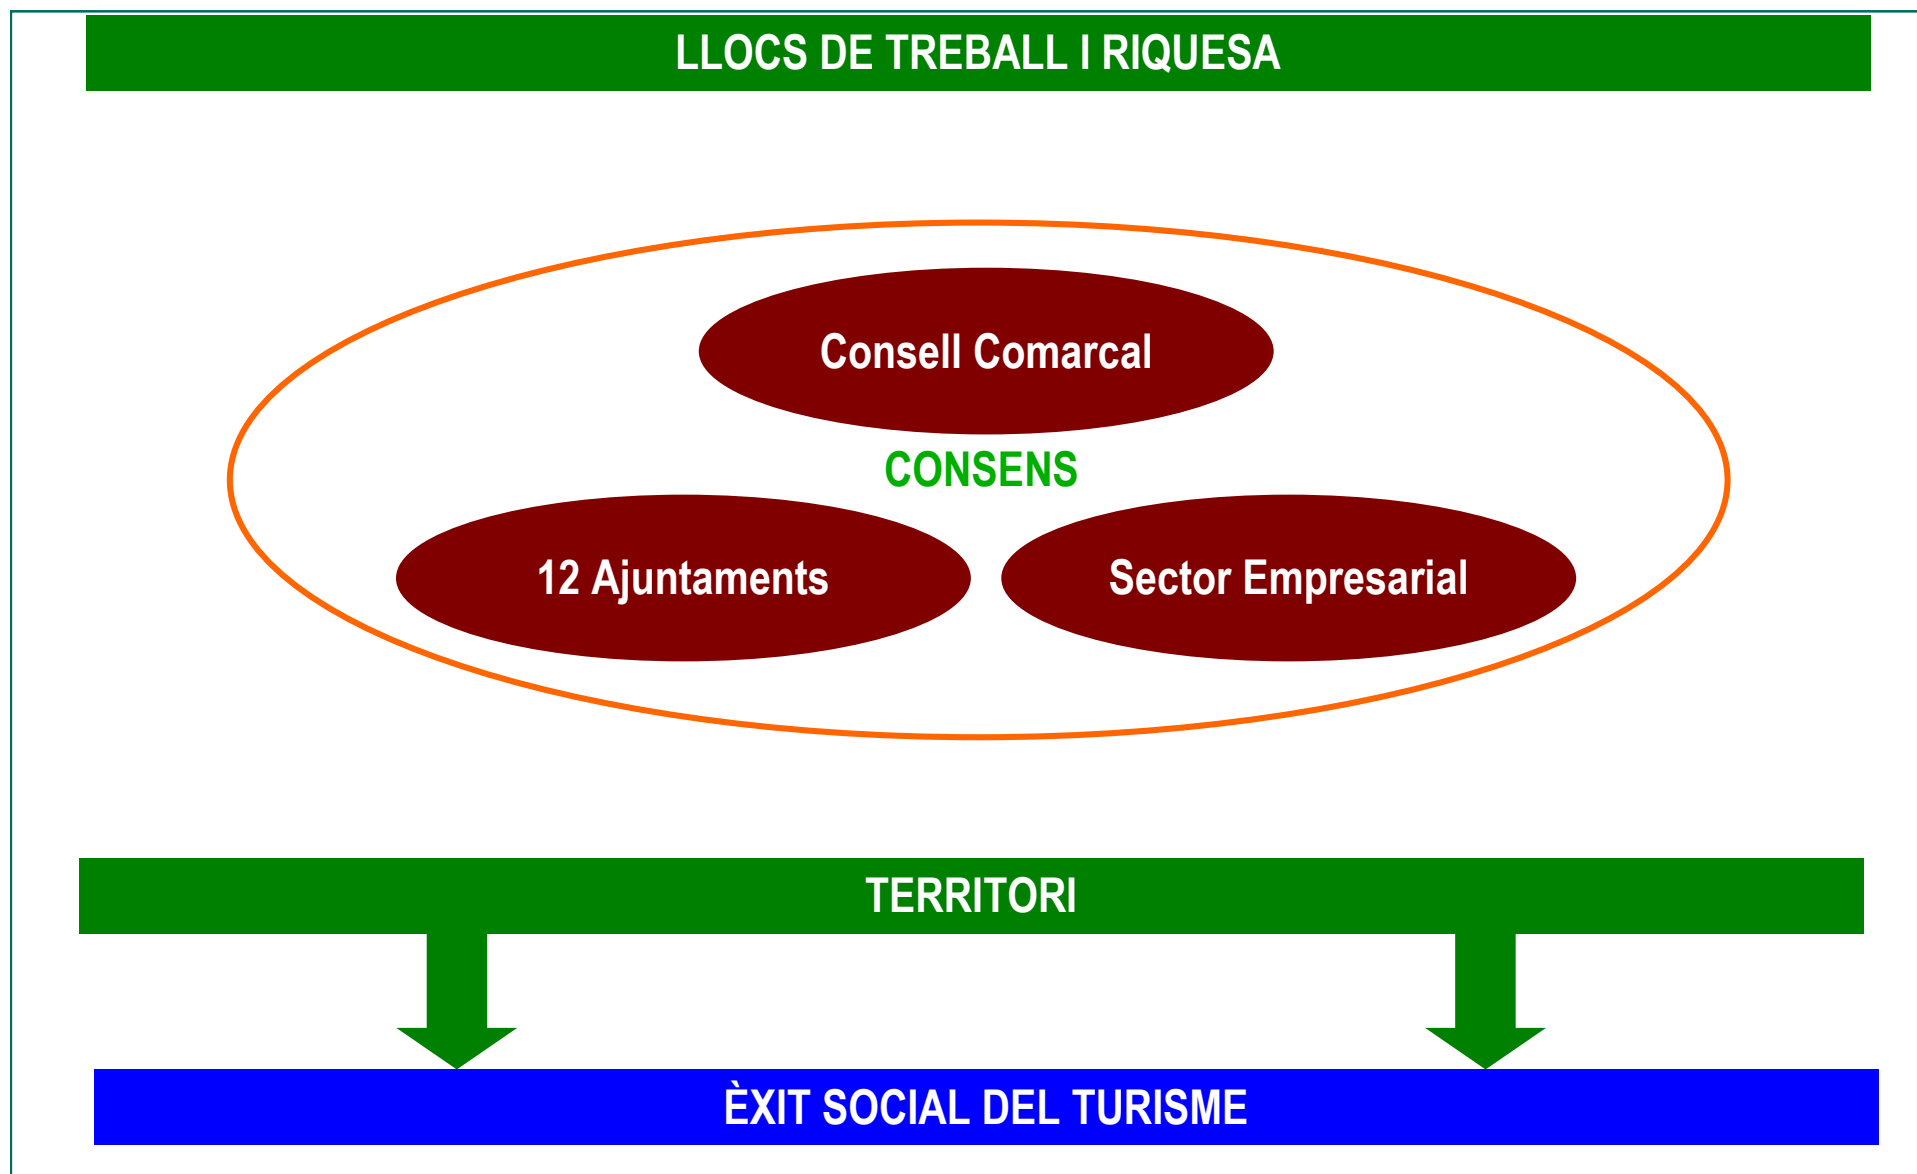 LLOCS DE TREBALL I RIQUESA
Consell Comarcal
CONSENS
12 Ajuntaments
Sector Empresarial
TERRITORI
ÈXIT SOCIAL DEL TURISME